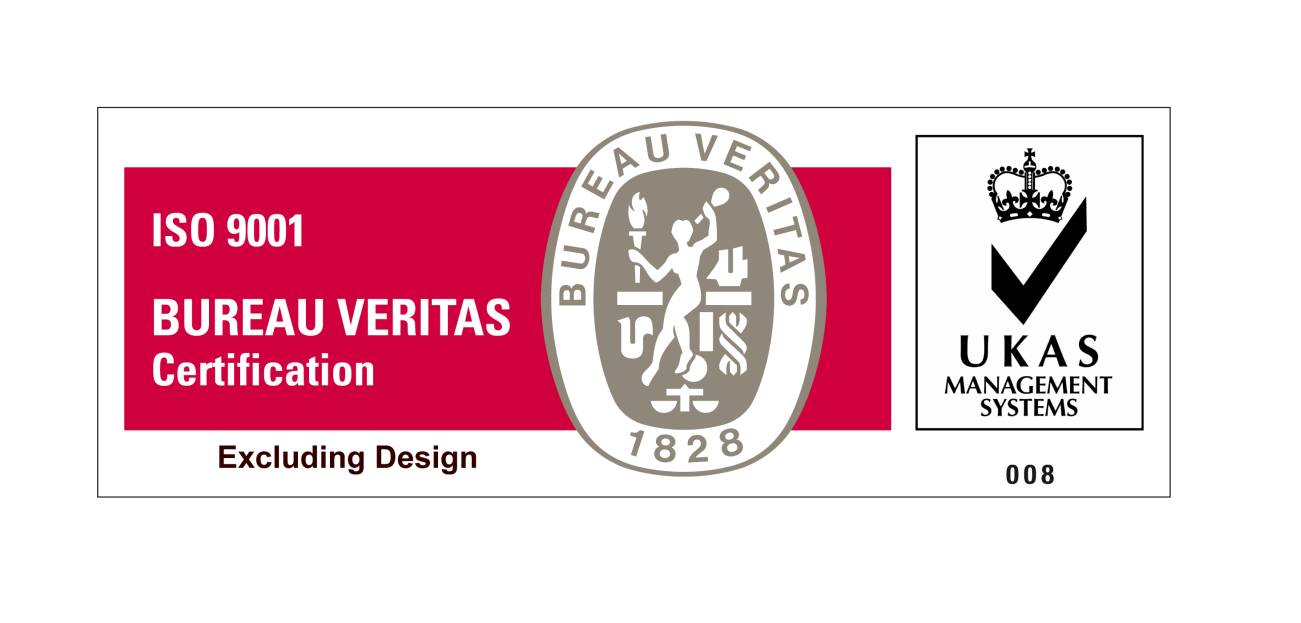 ISO 9001
BUREAU VERITAS
Certification
Excluding Design
BUREAU VERITAS
1828
UKAS
MANAGEMENT
SYSTEMS
008